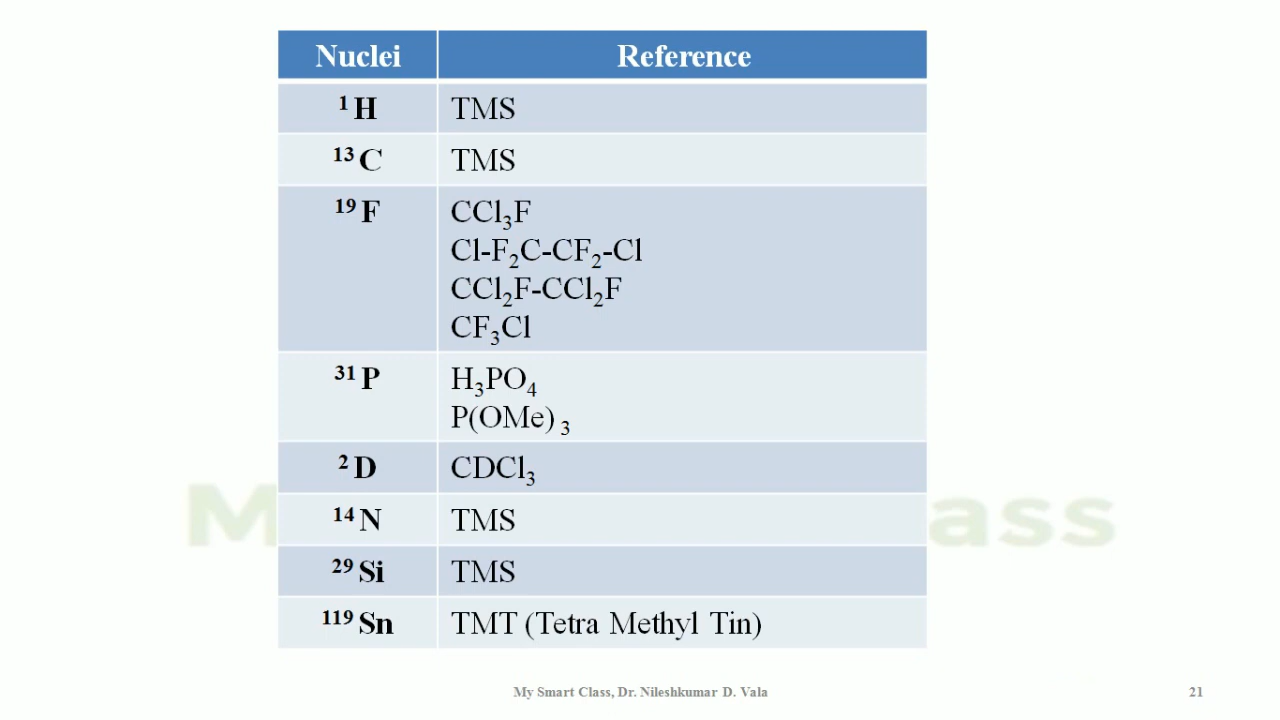 Nuclei Reference
¹H TMS
¹³C TMS
¹⁹F CCl₃F
Cl-F₂C-CF₂-Cl
CCl₂F-CCl₂F
CF₃Cl
³¹P H₃PO₄
P(OMe)₃
²D CDCl₃
¹⁴N TMS
²⁹Si TMS
¹¹⁹Sn TMT (Tetra Methyl Tin)
M ass
My Smart Class, Dr. Nileshkumar D. Vala 21